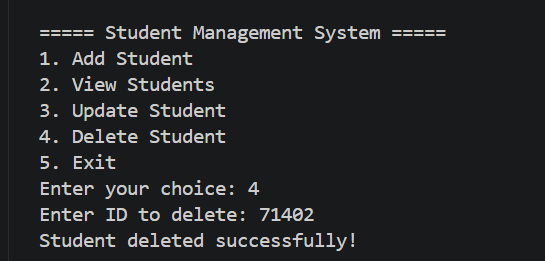 ===== Student Management System =====
1. Add Student
2. View Students
3. Update Student
4. Delete Student
5. Exit
Enter your choice: 4
Enter ID to delete: 71402
Student deleted successfully!